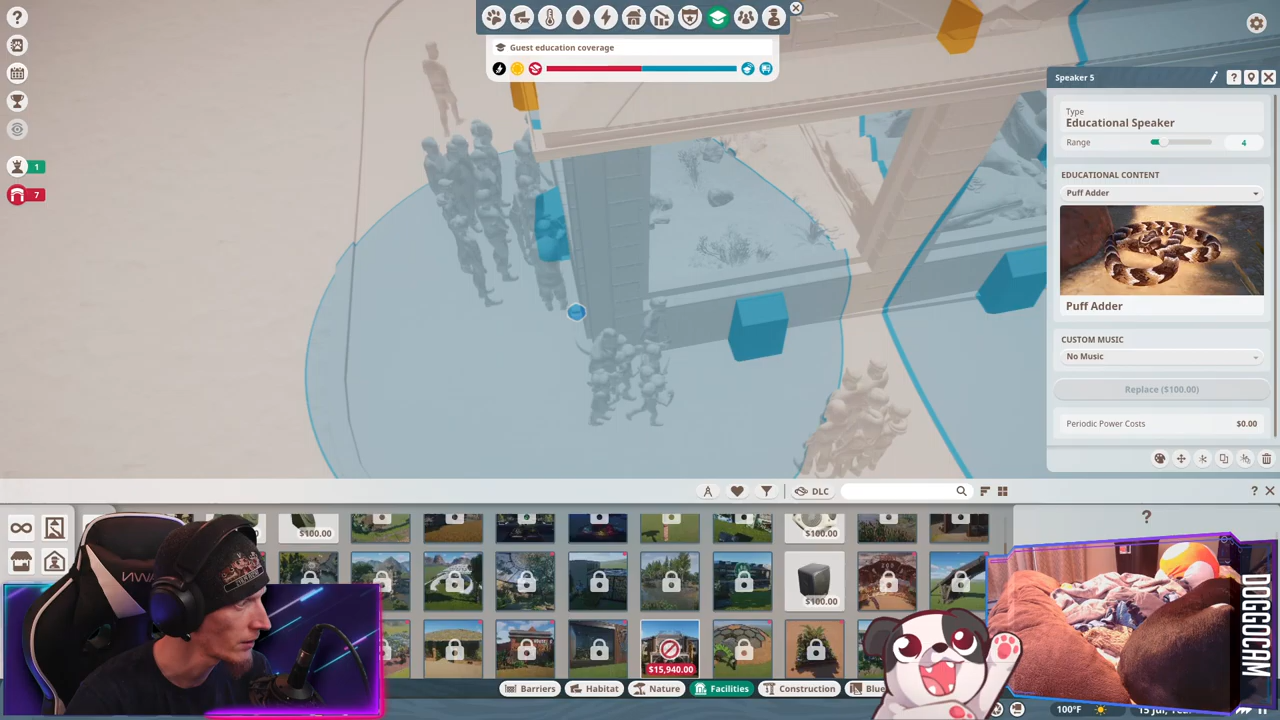 Guest education coverage
1
7
Speaker 5
?
Type
Educational Speaker
Range
4
EDUCATIONAL CONTENT
Puff Adder
Puff Adder
CUSTOM MUSIC
No Music
Replace ($100.00)
Periodic Power Costs
$0.00
DLC
?
?
$100.00
$100.00
$100.00
$15,940.00
Barriers
Habitat
Nature
Facilities
Construction
100°F
DOGGOCAM